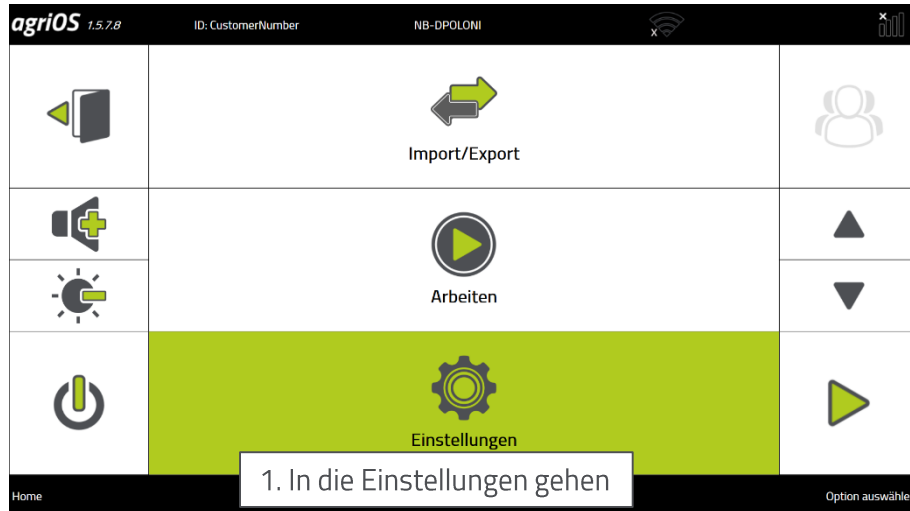 agriOS 1.5.7.8 ID: CustomerNumber NB-DPOLONI
Import/Export
Arbeiten
Einstellungen
1. In die Einstellungen gehen
Home Option auswähle